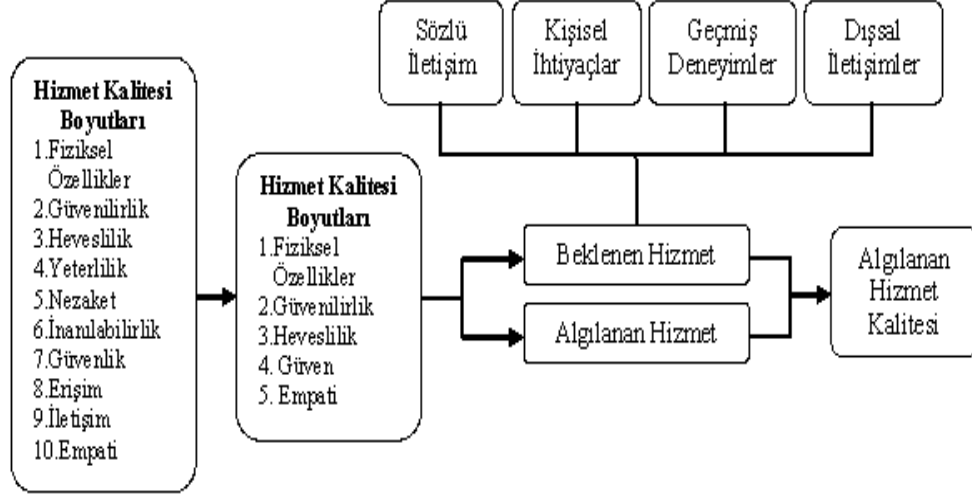 Sözlü
İletişim
Kişisel
İhtiyaçlar
Geçmiş
Deneyimler
Dışsal
İletişimler
Hizmet Kalitesi
Boyutları
1.Fiziksel
Özellikler
2.Güvenilirlik
3.Heveslilik
4.Yeterlilik
5.Nezaket
6.İnanılabilirlik
7.Güvenlik
8.Erişim
9.İletişim
10.Empati
Hizmet Kalitesi
Boyutları
1.Fiziksel
Özellikler
2.Güvenilirlik
3.Heveslilik
4. Güven
5. Empati
Beklenen Hizmet
Algılanan Hizmet
Algılanan
Hizmet
Kalitesi